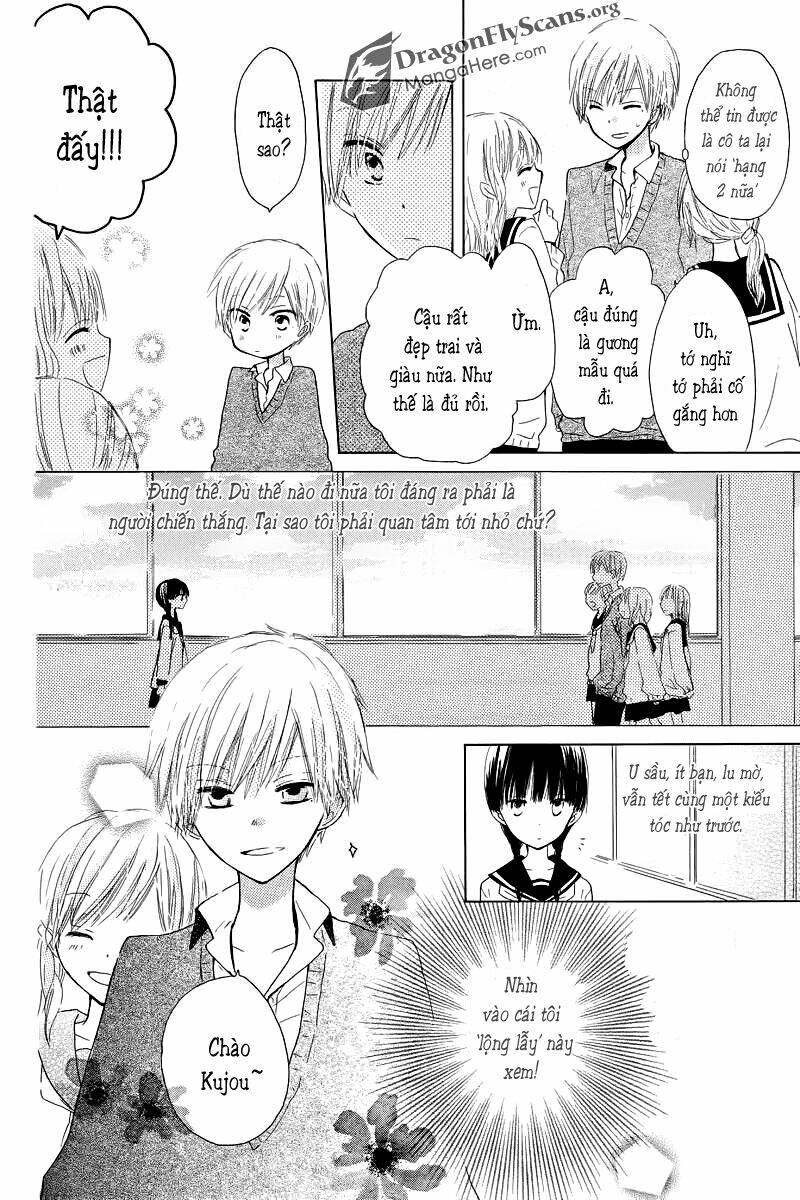 DragonFlyScans.org
MangaHere.com
Không
thể tin được
là cô ta lại
nói 'hạng
2 nữa'
Uh,
tớ nghĩ
tớ phải cố
gắng hơn
A,
cậu đúng
là gương
mẫu quá
đi.
Ừm.
Cậu rất
đẹp trai và
giàu nữa. Như
thế là đủ rồi.
Thật
sao?
Thật
đấy!!!
Đúng thế. Dù thế nào đi nữa tôi đáng ra phải là
người chiến thắng. Tại sao tôi phải quan tâm tới nhỏ chứ?
U sầu, ít bạn, lu mờ,
vẫn tết cùng một kiểu
tóc như trước.
Nhìn
vào cái tôi
'lộng lẫy' này
xem!
Chào
Kujou~